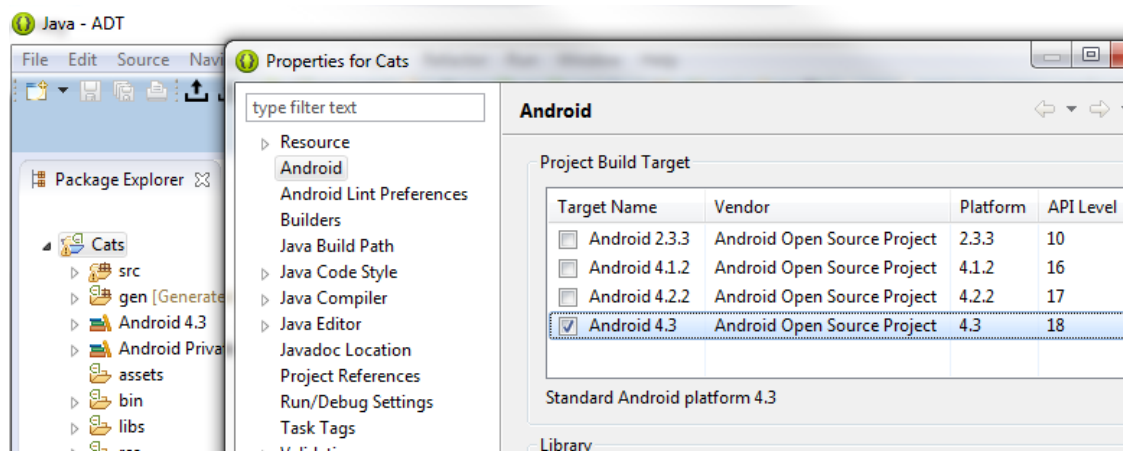 Java - ADT
File Edit Source Navi
Properties for Cats
type filter text
Resource
Android
Android Lint Preferences
Builders
Java Build Path
Java Code Style
Java Compiler
Java Editor
Javadoc Location
Project References
Run/Debug Settings
Task Tags
Package Explorer
Cats
src
gen [Generate
Android 4.3
Android Priva
assets
bin
libs
Android
Project Build Target
Target Name Vendor Platform API Level
Android 2.3.3 Android Open Source Project 2.3.3 10
Android 4.1.2 Android Open Source Project 4.1.2 16
Android 4.2.2 Android Open Source Project 4.2.2 17
Android 4.3 Android Open Source Project 4.3 18
Standard Android platform 4.3
Library